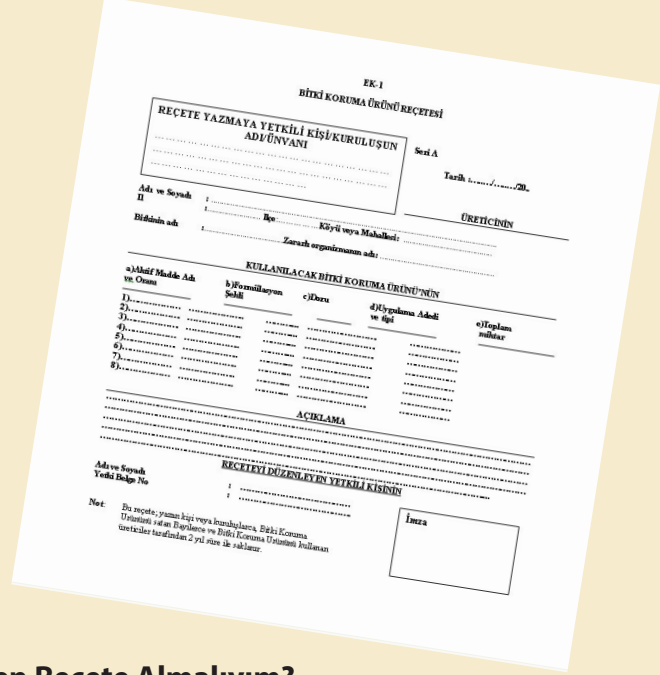 EK-1
BİTKİ KORUMA ÜRÜNÜ REÇETESİ
REÇETE YAZMAYA YETKİLİ KİŞİ/KURULUŞUN
ADI/ÜNVANI
Seri A
Tarih :......../......../20..
ÜRETİCİNİN
Adı ve Soyadı :
İl : İlçe Köyü veya Mahallesi :
Bitkinin adı : Zararlı organizmanın adı :
KULLANILACAK BİTKİ KORUMA ÜRÜNÜ'NÜN
a)Aktif Madde Adı ve Oranı b)Formülasyon Şekli c)Dozu d)Uygulama Adedi ve tipi e)Toplam miktar
1)
2)
3)
4)
5)
6)
7)
8)
AÇIKLAMA
REÇETEYİ DÜZENLEYEN YETKİLİ KİŞİNİN
Adı ve Soyadı :
Yetki Belge No :
İmza
Not: Bu reçete; yazan kişi veya kuruluşlarca, Bitki Koruma
Ürününü satan Bayilerce ve Bitki Koruma Ürününü kullanan
üreticiler tarafından 2 yıl süre ile saklanır.
Reçete Almalıyım?